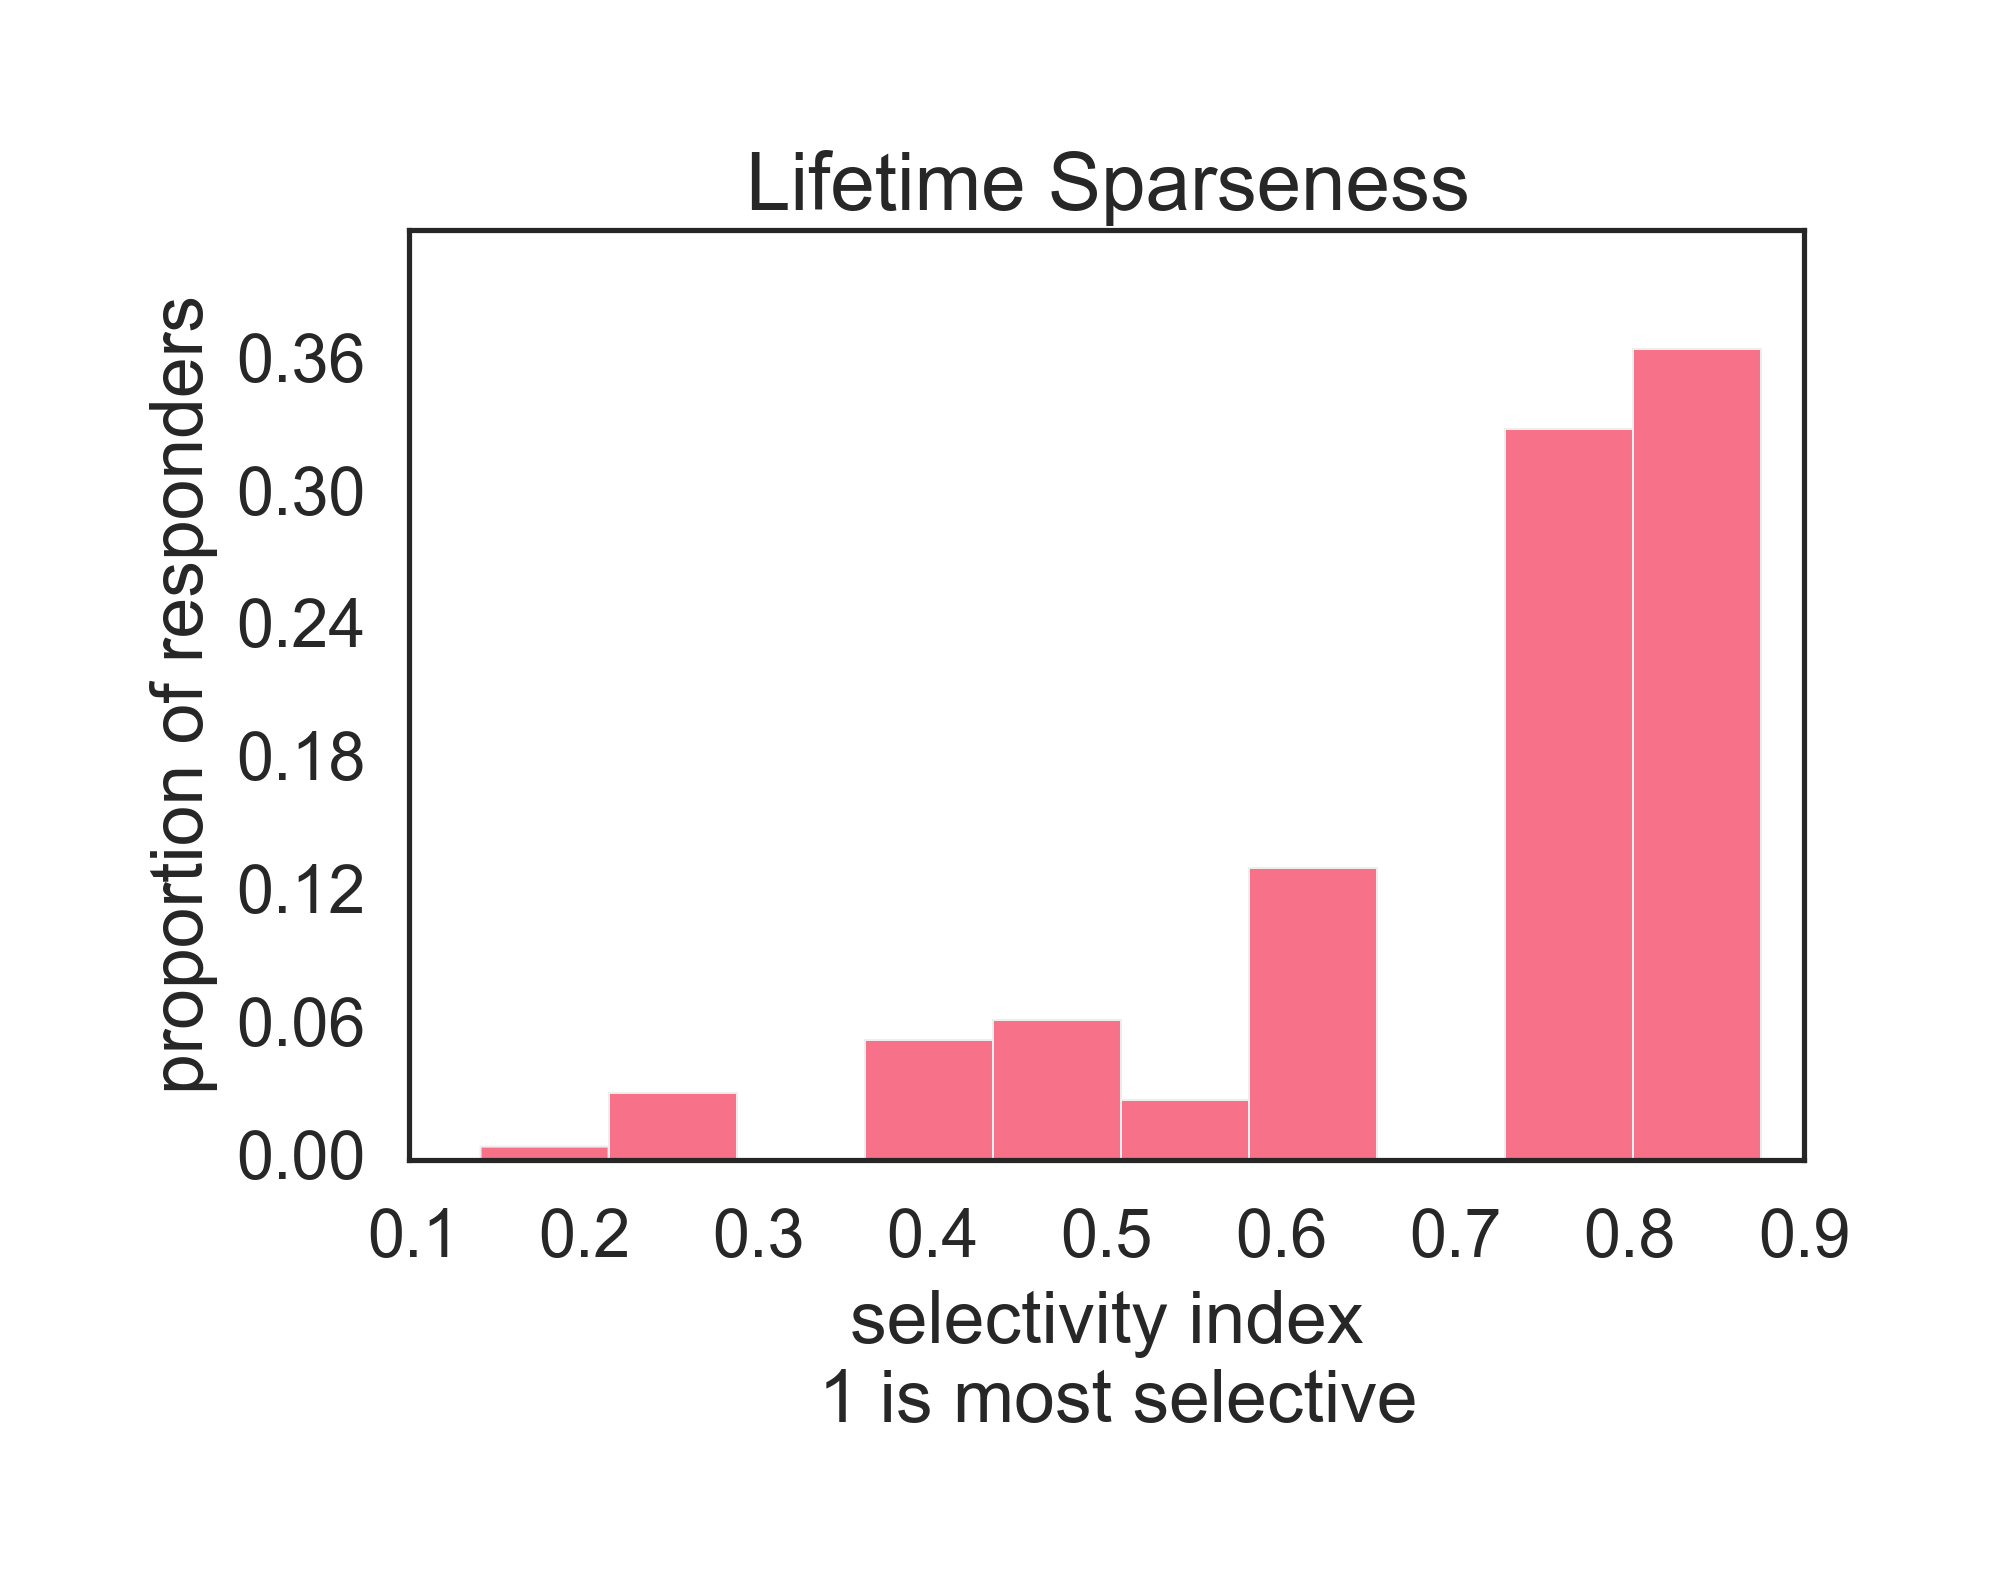 Lifetime Sparseness
proportion of responders
0.36
0.30
0.24
0.18
0.12
0.06
0.00
0.1 0.2 0.3 0.4 0.5 0.6 0.7 0.8 0.9
selectivity index
1 is most selective